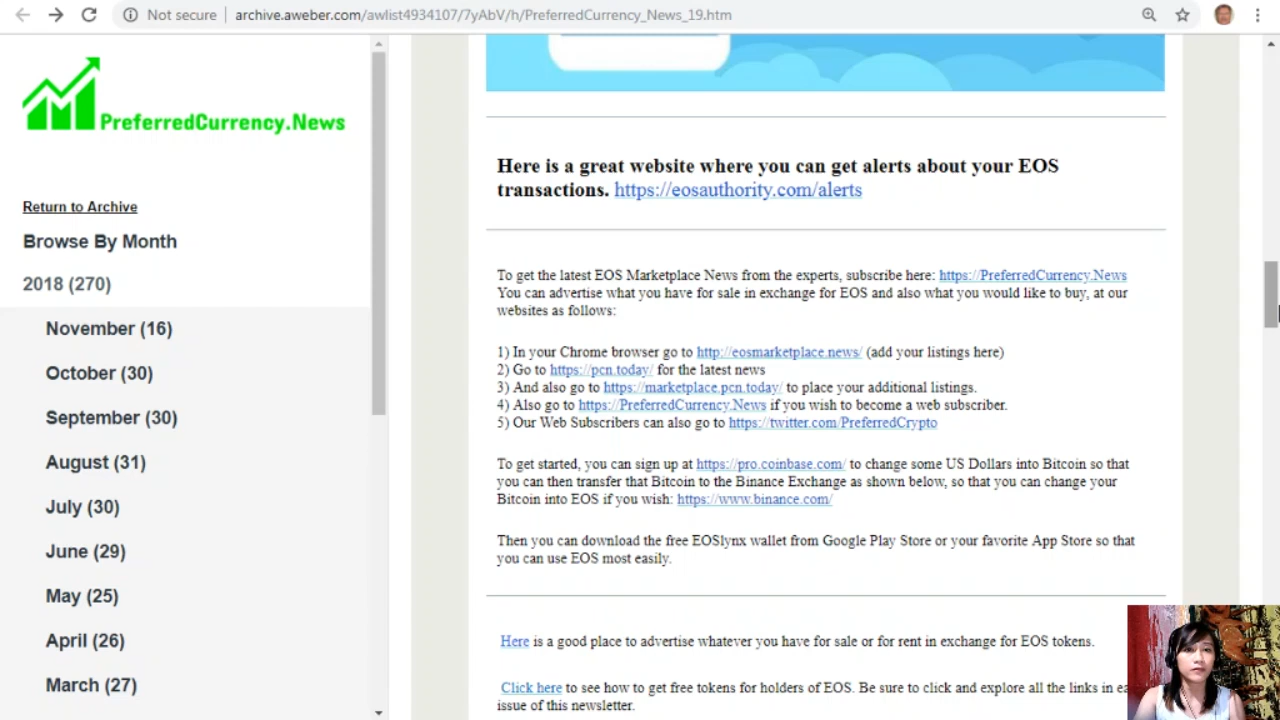 Not secure
archive.aweber.com/awlist4934107/7yAbV/h/PreferredCurrency_News_19.htm
PreferredCurrency.News
Return to Archive
Browse By Month
2018 (270)
November (16)
October (30)
September (30)
August (31)
July (30)
June (29)
May (25)
April (26)
March (27)
Here is a great website where you can get alerts about your EOS
transactions. https://eosauthority.com/alerts
To get the latest EOS Marketplace News from the experts, subscribe here: https://PreferredCurrency.News
You can advertise what you have for sale in exchange for EOS and also what you would like to buy, at our
websites as follows:
1) In your Chrome browser go to http://eosmarketplace.news/ (add your listings here)
2) Go to https://pcn.today/ for the latest news
3) And also go to https://marketplace.pcn.today/ to place your additional listings.
4) Also go to https://PreferredCurrency.News if you wish to become a web subscriber.
5) Our Web Subscribers can also go to https://twitter.com/PreferredCrypto
To get started, you can sign up at https://pro.coinbase.com/ to change some US Dollars into Bitcoin so that
you can then transfer that Bitcoin to the Binance Exchange as shown below, so that you can change your
Bitcoin into EOS if you wish: https://www.binance.com/
Then you can download the free EOSlynx wallet from Google Play Store or your favorite App Store so that
you can use EOS most easily.
Here is a good place to advertise whatever you have for sale or for rent in exchange for EOS tokens.
Click here to see how to get free tokens for holders of EOS. Be sure to click and explore all the links in
issue of this newsletter.